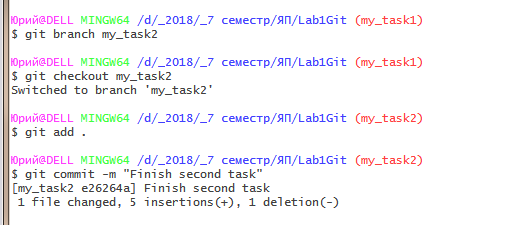 Юрий@DELL MINGW64 /d/_2018/_7 семестр/ЯП/Lab1Git (my_task1)
$ git branch my_task2
Юрий@DELL MINGW64 /d/_2018/_7 семестр/ЯП/Lab1Git (my_task1)
$ git checkout my_task2
Switched to branch 'my_task2'
Юрий@DELL MINGW64 /d/_2018/_7 семестр/ЯП/Lab1Git (my_task2)
$ git add .
Юрий@DELL MINGW64 /d/_2018/_7 семестр/ЯП/Lab1Git (my_task2)
$ git commit -m "Finish second task"
[my_task2 e26264a] Finish second task
1 file changed, 5 insertions(+), 1 deletion(-)